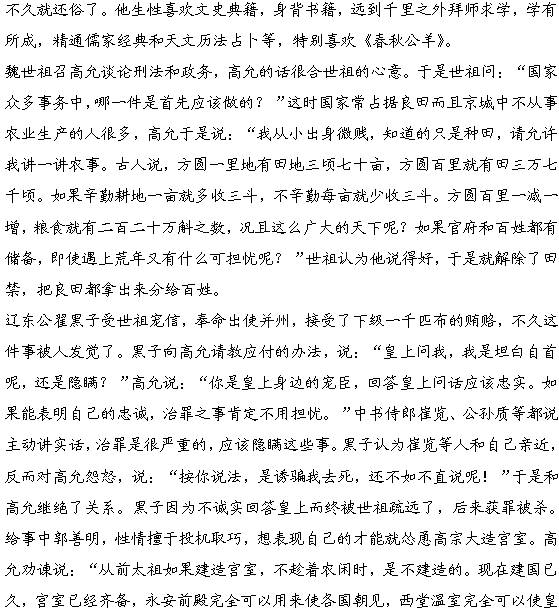 不久就还俗了。他生性喜欢文史典籍，身背书籍，远到千里之外拜师求学，学有
所成，精通儒家经典和天文历法占卜等，特别喜欢《春秋公羊》。
魏世祖召高允谈论刑法和政务，高允的话很合世祖的心意。于是世祖问：“国家
众多事务中，哪一件是首先应该做的？”这时国家常占据良田而且京城中不从事
农业生产的人很多，高允于是说：“我从小出身微贱，知道的只是种田，请允许
我讲一讲农事。古人说，方圆一里地有田地三顷七十亩，方圆百里就有田三万七
千顷。如果辛勤耕地一亩就多收三斗，不辛勤每亩就少收三斗。方圆百里一减一
增，粮食就有二百二十万斛之数，况且这么广大的天下呢？如果官府和百姓都有
储备，即使遇上荒年又有什么可担忧呢？”世祖认为他说得好，于是就解除了田
禁，把良田都拿出来分给百姓。
辽东公翟黑子受世祖宠信，奉命出使并州，接受了下级一千匹布的贿赂，不久这
件事被人发觉了。黑子向高允请教应付的办法，说：“皇上问我，我是坦白自首
呢，还是隐瞒？”高允说：“你是皇上身边的宠臣，回答皇上问话应该忠实。如
果能表明自己的忠诚，治罪之事肯定不用担忧。”中书侍郎崔览、公孙质等都说
主动讲实话，治罪是很严重的，应该隐瞒这些事。黑子认为崔览等人和自己亲近，
反而对高允怨怒，说：“按你说法，是诱骗我去死，还不如不直说呢！”于是和
高允继绝了关系。黑子因为不诚实回答皇上而终被世祖疏远了，后来获罪被杀。
给事中郭善明，性情擅于投机取巧，想表现自己的才能就怂恿高宗大造宫室。高
允劝谏说：“从前太祖如果建造宫室，不趁着农闲时，是不建造的。现在建国已
久，宫室已经齐备，永安前殿完全可以用来使各国朝见，西堂温室完全可以使皇